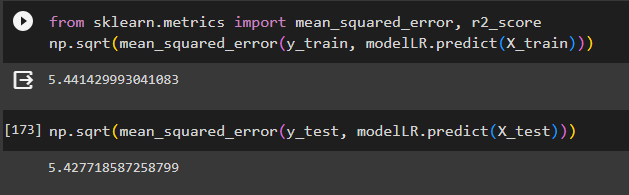 from sklearn.metrics import mean_squared_error, r2_score
np.sqrt(mean_squared_error(y_train, modelLR.predict(X_train)))
5.441429993041083
[173] np.sqrt(mean_squared_error(y_test, modelLR.predict(X_test)))
5.427718587258799